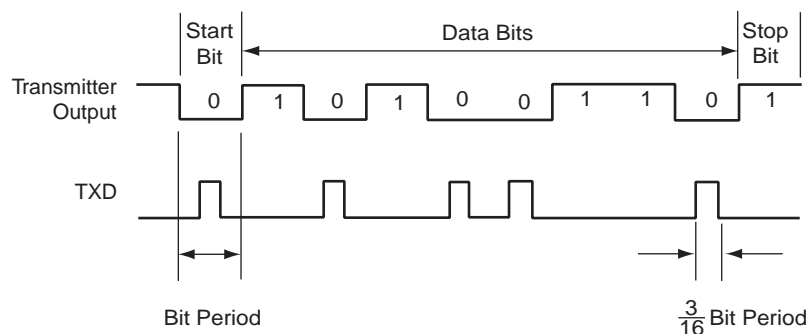 Start
Bit
Data Bits
Stop
Bit
Transmitter
Output
0 1 0 1 0 0 1 1 0 1
TXD
Bit Period
3
16 Bit Period